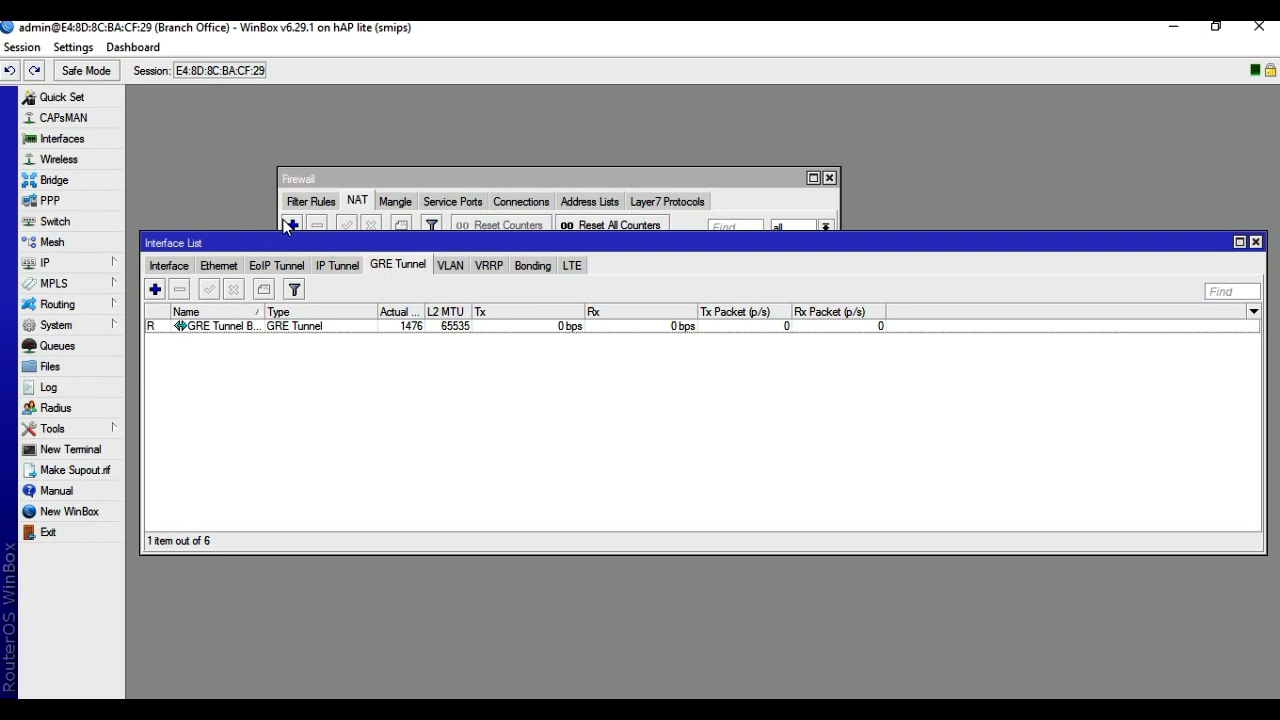 admin@E4:8D:8C:BA:CF:29 (Branch Office) - WinBox v6.29.1 on hAP lite (smips)
Session Settings Dashboard
Safe Mode Session: E4:8D:8C:BA:CF:29
Quick Set
CAPsMAN
Interfaces
Wireless
Bridge
PPP
Switch
Mesh
IP
MPLS
Routing
System
Queues
Files
Log
Radius
Tools
New Terminal
Make Supout.rif
Manual
New WinBox
Exit
RouterOS WinBox
Firewall
Filter Rules NAT Mangle Service Ports Connections Address Lists Layer7 Protocols
00 Reset Counters 00 Reset All Counters Find all
Interface List
Interface Ethernet EoIP Tunnel IP Tunnel GRE Tunnel VLAN VRRP Bonding LTE
Find
Name / Type Actual ... L2 MTU Tx Rx Tx Packet (p/s) Rx Packet (p/s)
R GRE Tunnel B... GRE Tunnel 1476 65535 0 bps 0 bps 0 0
1 item out of 6